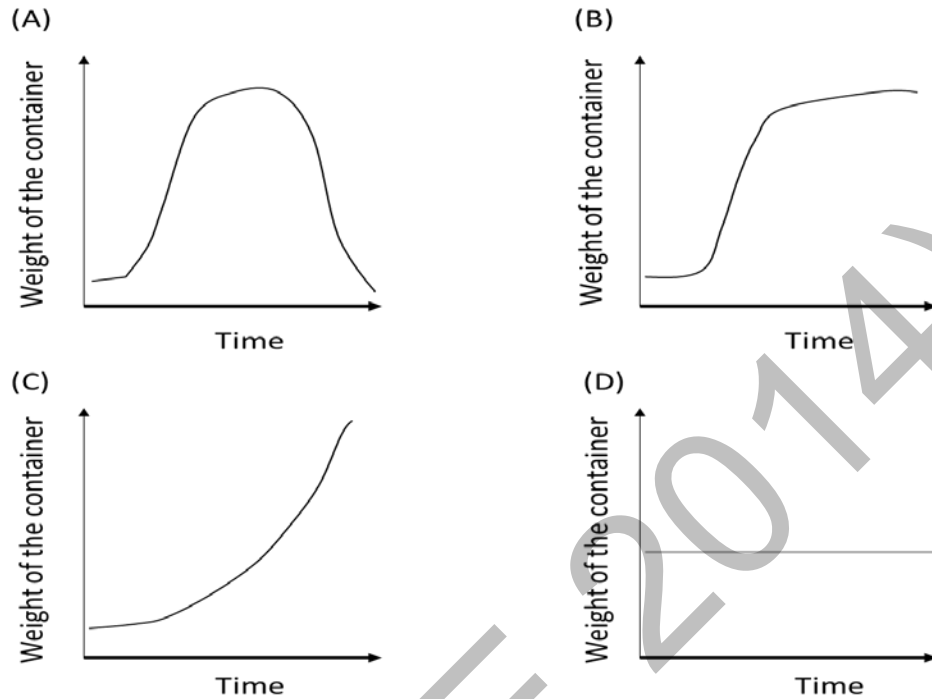 (A)
Weight of the container
Time
(B)
Weight of the container
Time
(C)
Weight of the container
Time
(D)
Weight of the container
Time
2014)